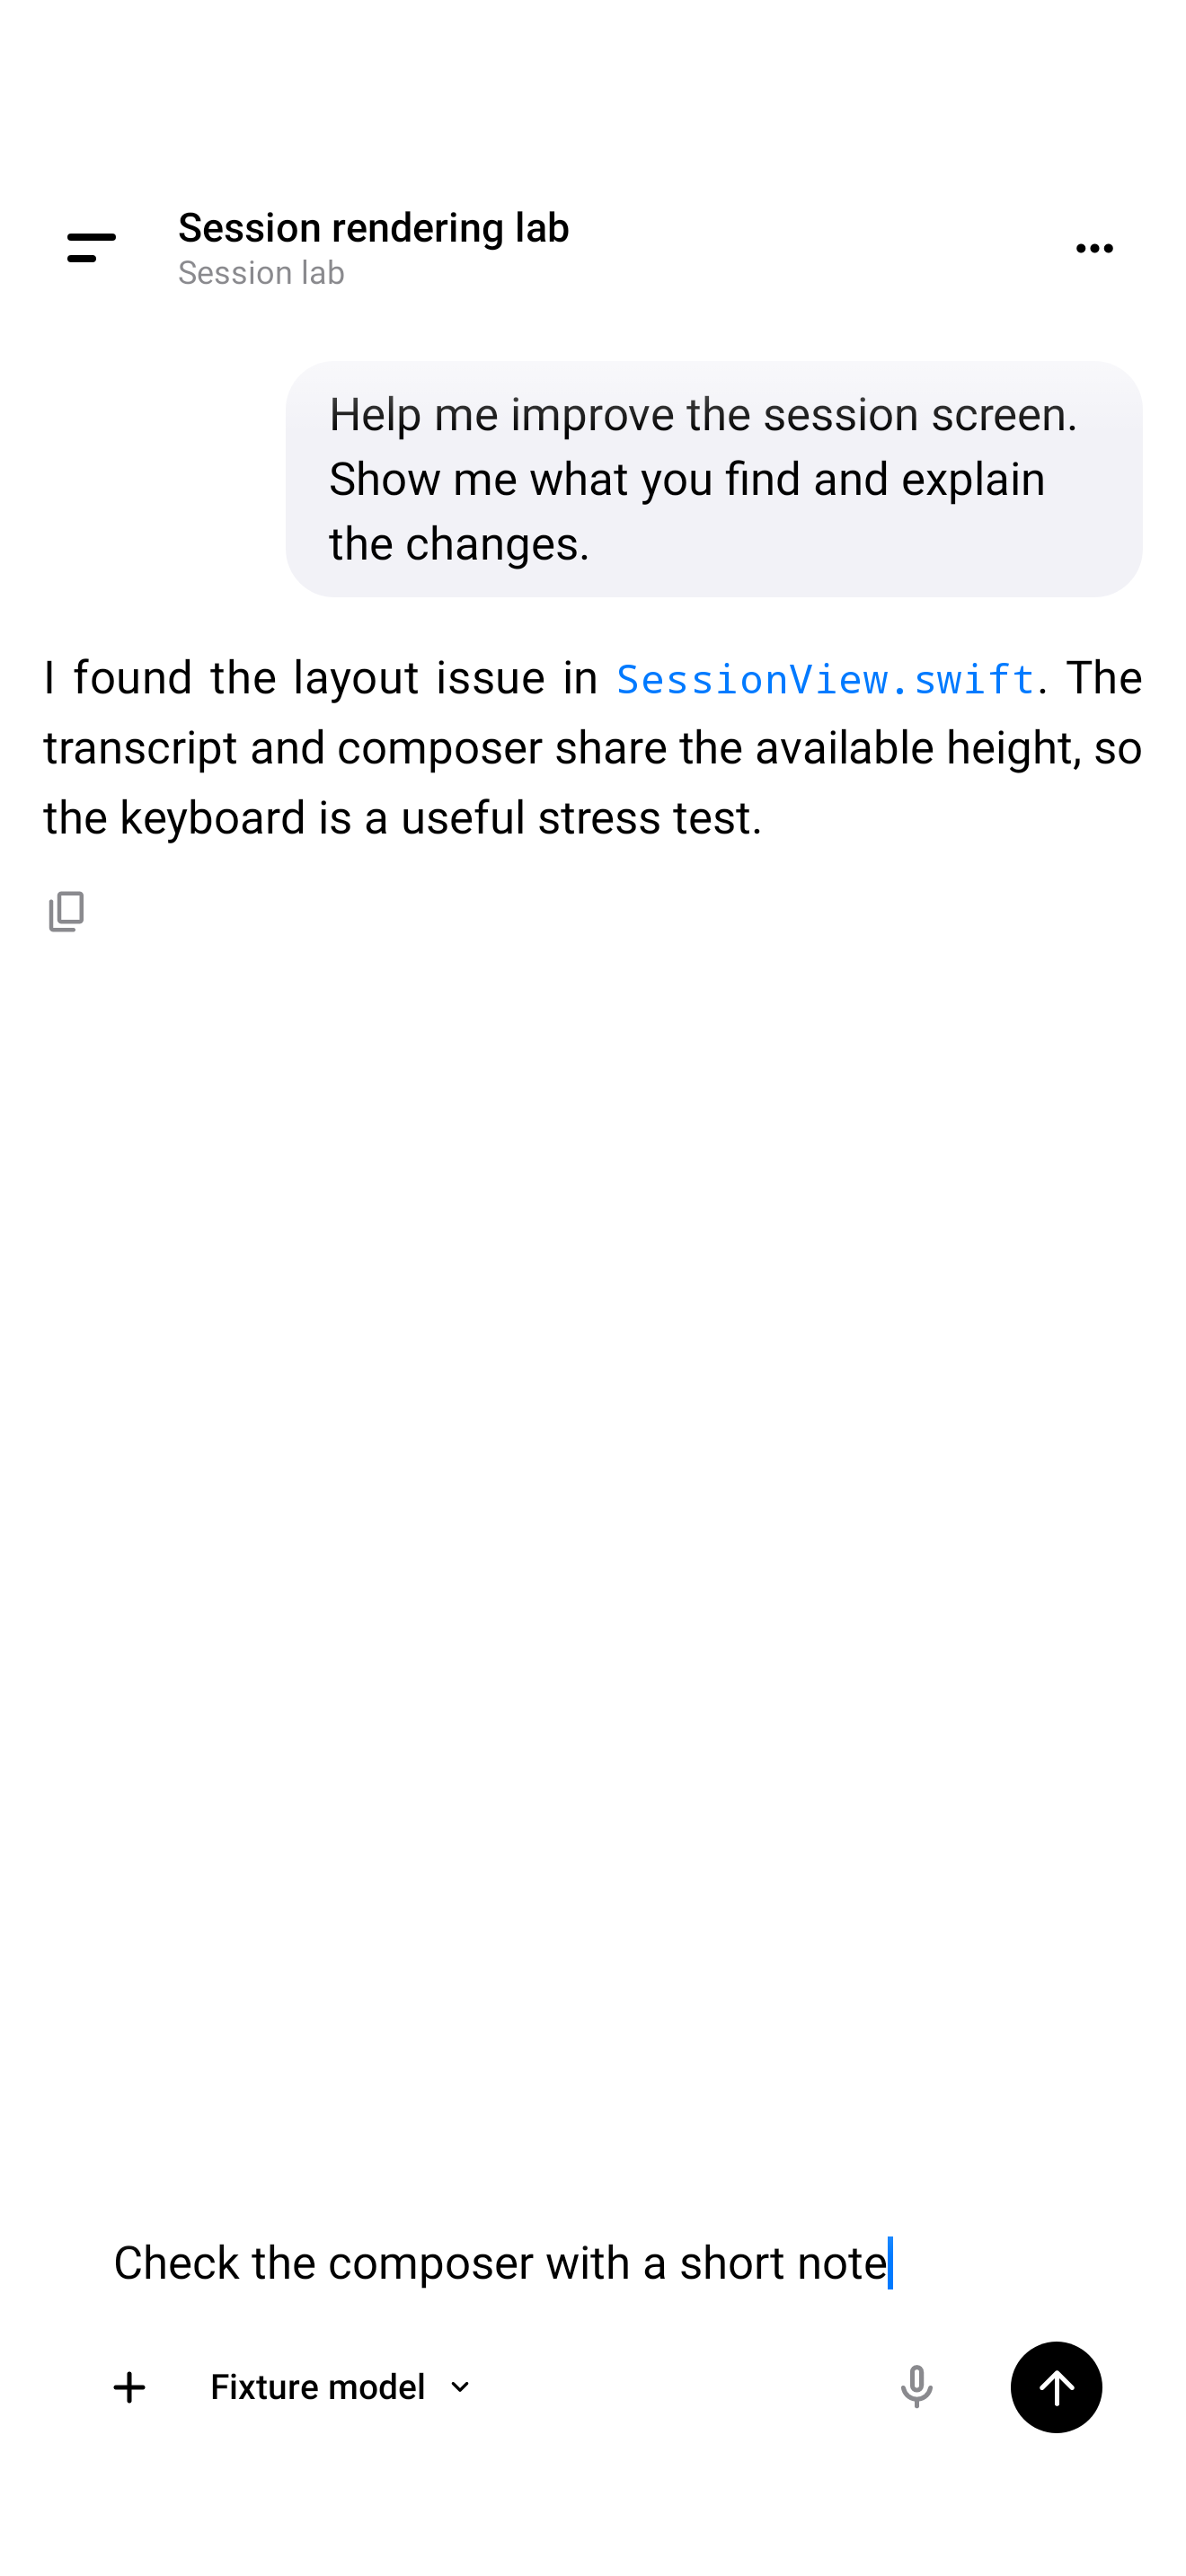 Session rendering lab
Session lab
Help me improve the session screen.
Show me what you find and explain
the changes.
I found the layout issue in SessionView.swift. The
transcript and composer share the available height, so
the keyboard is a useful stress test.
Check the composer with a short note
Fixture model